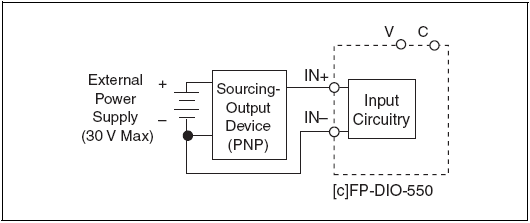 V C
External
Power
Supply
(30 V Max)
+
–
Sourcing-
Output
Device
(PNP)
IN+
IN–
Input
Circuitry
[c]FP-DIO-550